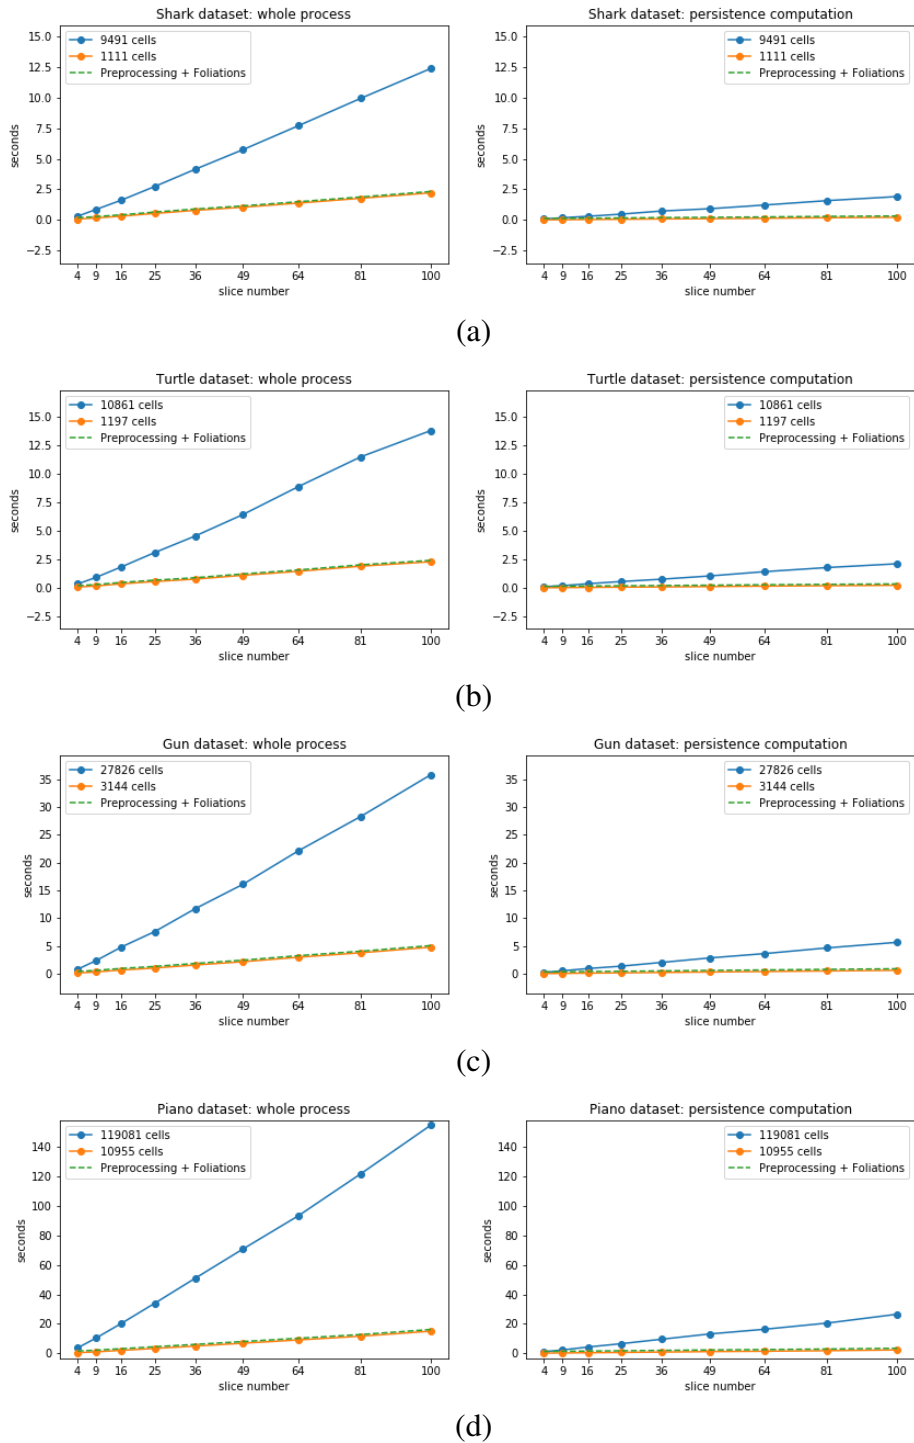 Shark dataset: whole process
15.0
12.5
10.0
7.5
5.0
2.5
0.0
−2.5
seconds
9491 cells
1111 cells
Preprocessing + Foliations
4 9 16 25 36 49 64 81 100
slice number
Shark dataset: persistence computation
15.0
12.5
10.0
7.5
5.0
2.5
0.0
−2.5
seconds
9491 cells
1111 cells
Preprocessing + Foliations
4 9 16 25 36 49 64 81 100
slice number
(a)
Turtle dataset: whole process
15.0
12.5
10.0
7.5
5.0
2.5
0.0
−2.5
seconds
10861 cells
1197 cells
Preprocessing + Foliations
4 9 16 25 36 49 64 81 100
slice number
Turtle dataset: persistence computation
15.0
12.5
10.0
7.5
5.0
2.5
0.0
−2.5
seconds
10861 cells
1197 cells
Preprocessing + Foliations
4 9 16 25 36 49 64 81 100
slice number
(b)
Gun dataset: whole process
35
30
25
20
15
10
5
0
seconds
27826 cells
3144 cells
Preprocessing + Foliations
4 9 16 25 36 49 64 81 100
slice number
Gun dataset: persistence computation
35
30
25
20
15
10
5
0
seconds
27826 cells
3144 cells
Preprocessing + Foliations
4 9 16 25 36 49 64 81 100
slice number
(c)
Piano dataset: whole process
140
120
100
80
60
40
20
0
seconds
119081 cells
10955 cells
Preprocessing + Foliations
4 9 16 25 36 49 64 81 100
slice number
Piano dataset: persistence computation
140
120
100
80
60
40
20
0
seconds
119081 cells
10955 cells
Preprocessing + Foliations
4 9 16 25 36 49 64 81 100
slice number
(d)